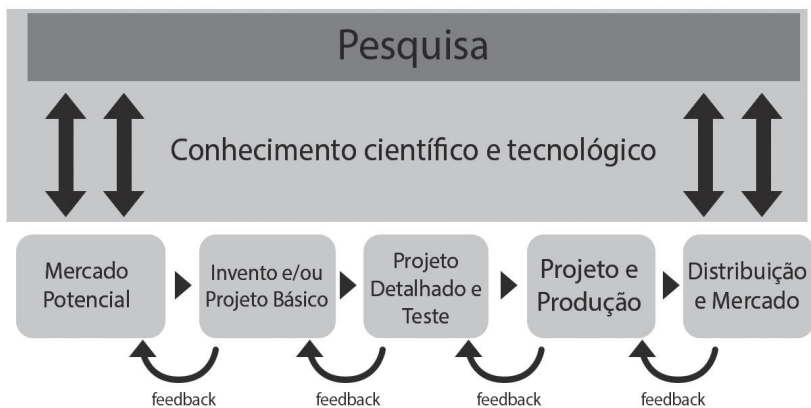 Pesquisa
Conhecimento científico e tecnológico
Mercado
Potencial
Invento e/ou
Projeto Básico
Projeto
Detalhado e
Teste
Projeto e
Produção
Distribuição
e Mercado
feedback
feedback
feedback
feedback